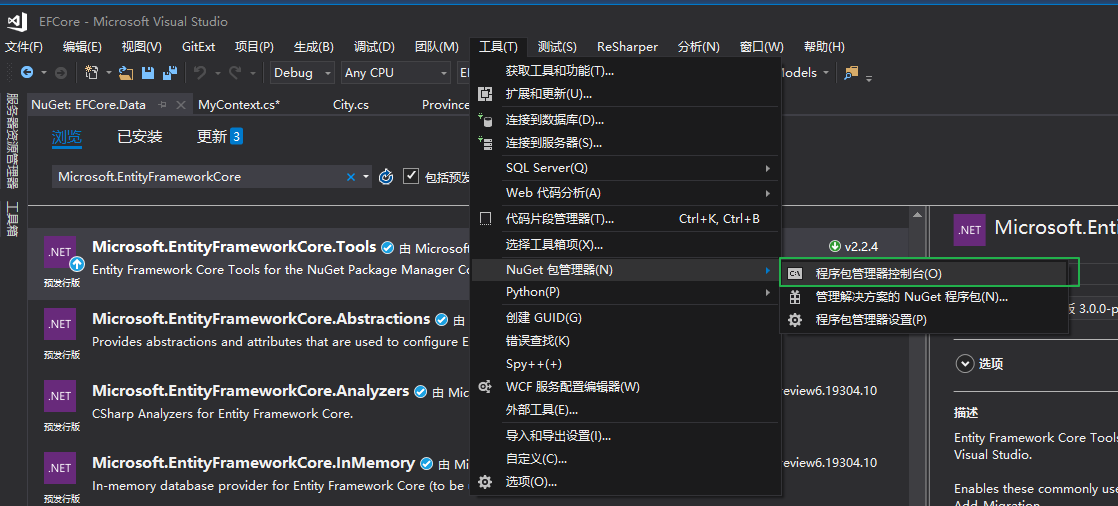 EFCore - Microsoft Visual Studio
文件(F) 编辑(E) 视图(V) GitExt 项目(P) 生成(B) 调试(D) 团队(M) 工具(T) 测试(S) ReSharper 分析(N) 窗口(W) 帮助(H)
Debug Any CPU
服务器资源管理器
工具箱
NuGet: EFCore.Data MyContext.cs* City.cs Province
浏览 已安装 更新 3
Microsoft.EntityFrameworkCore 包括预发
Microsoft.EntityFrameworkCore.Tools 由 Microsoft v2.2.4
Entity Framework Core Tools for the NuGet Package Manager Co
预发行版
Microsoft.EntityFrameworkCore.Abstractions 由
Provides abstractions and attributes that are used to configure E
预发行版
Microsoft.EntityFrameworkCore.Analyzers 由 Mic
review6.19304.10
CSharp Analyzers for Entity Framework Core.
预发行版
Microsoft.EntityFrameworkCore.InMemory 由 Mi
review6.19304.10
In-memory database provider for Entity Framework Core (to be
预发行版
.NET
.NET
.NET
.NET
获取工具和功能(T)...
扩展和更新(U)...
连接到数据库(D)...
连接到服务器(S)...
SQL Server(Q)
Web 代码分析(A)
代码片段管理器(T)... Ctrl+K, Ctrl+B
选择工具箱项(X)...
NuGet 包管理器(N)
Python(P)
创建 GUID(G)
错误查找(K)
Spy++(+)
WCF 服务配置编辑器(W)
外部工具(E)...
导入和导出设置(I)...
自定义(C)...
选项(O)...
程序包管理器控制台(O)
管理解决方案的 NuGet 程序包(N)...
程序包管理器设置(P)
.NET Microsoft.Enti
版 3.0.0-p
选项
描述
Entity Framework Core Tools
Visual Studio.
Enables these commonly use
Add-Migration